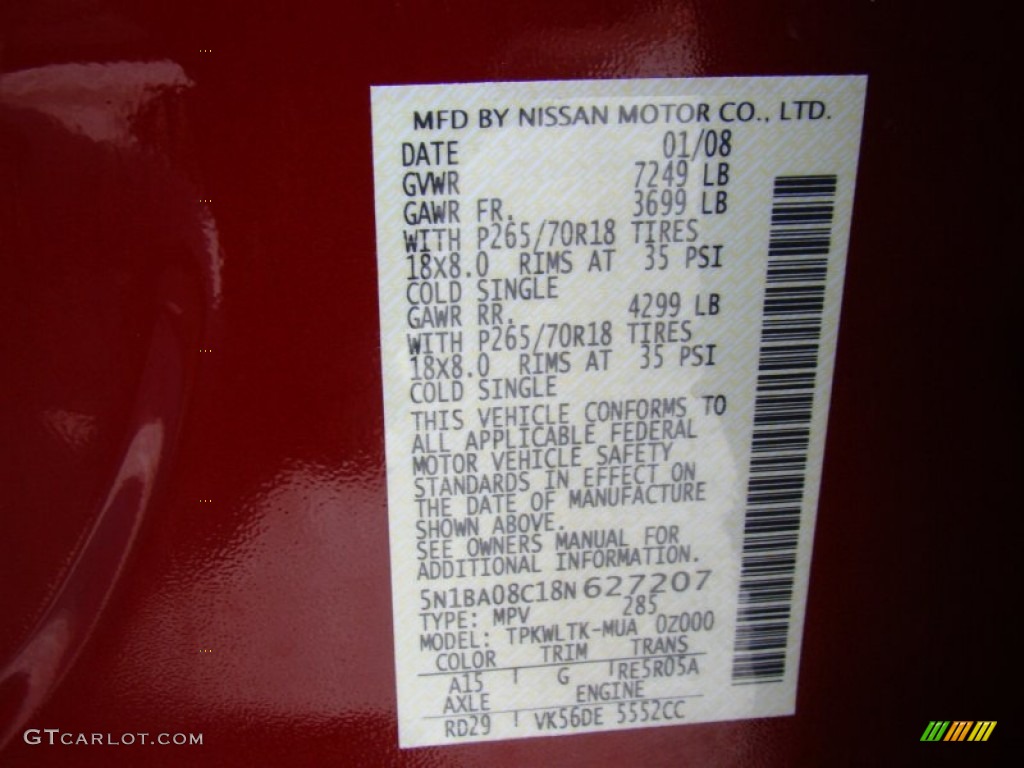 MFD BY NISSAN MOTOR CO., LTD.
DATE 01/08
GVWR 7249 LB
GAWR FR. 3699 LB
WITH P265/70R18 TIRES
18X8.0 RIMS AT 35 PSI
COLD SINGLE
GAWR RR. 4299 LB
WITH P265/70R18 TIRES
18X8.0 RIMS AT 35 PSI
COLD SINGLE
THIS VEHICLE CONFORMS TO
ALL APPLICABLE FEDERAL
MOTOR VEHICLE SAFETY
STANDARDS IN EFFECT ON
THE DATE OF MANUFACTURE
SHOWN ABOVE.
SEE OWNERS MANUAL FOR
ADDITIONAL INFORMATION.
5N1BA08C18N627207
TYPE: MPV 285
MODEL: TPKWLTK-MUA 0Z000
COLOR TRIM TRANS
A15 G RE5R05A
AXLE ENGINE
RD29 VK56DE 5552CC
GTCARLOT.COM